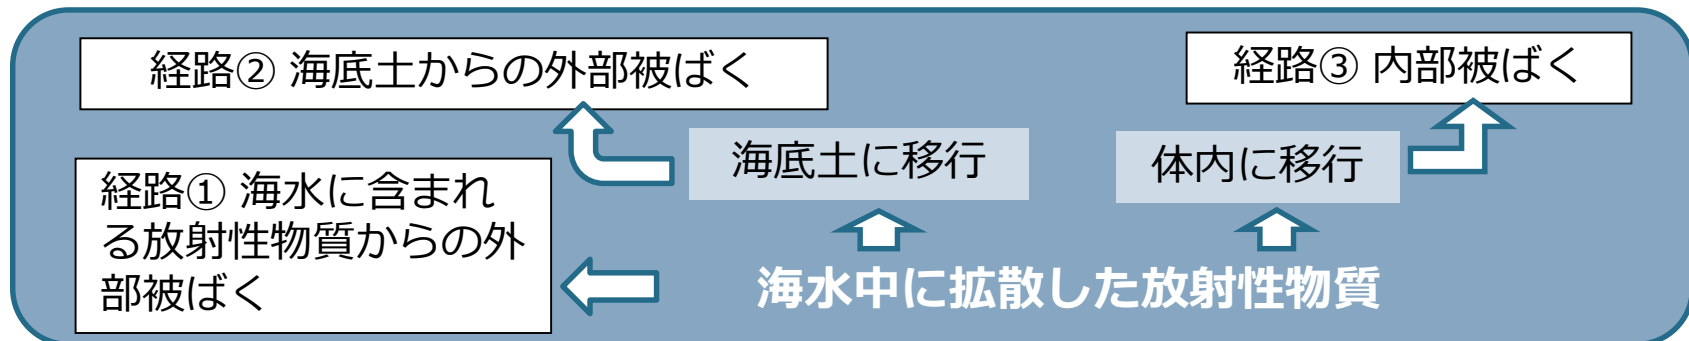 経路② 海底土からの外部被ばく
経路③ 内部被ばく
海底土に移行
体内に移行
経路① 海水に含まれ
る放射性物質からの外
部被ばく
海水中に拡散した放射性物質